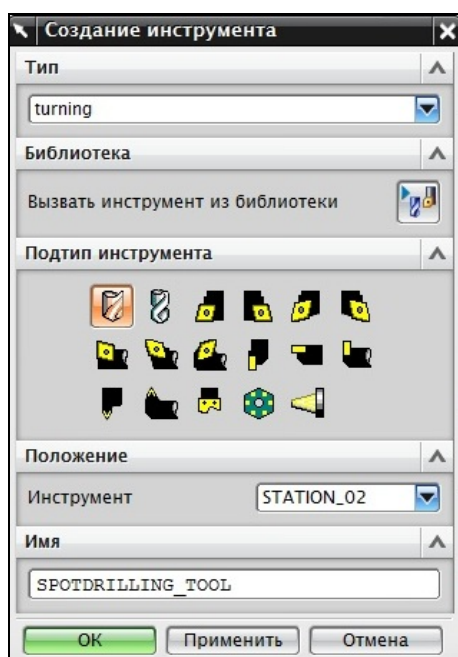 Создание инструмента
Тип
turning
Библиотека
Вызвать инструмент из библиотеки
Подтип инструмента
Положение
Инструмент STATION_02
Имя
SPOTDRILLING_TOOL
OK Применить Отмена